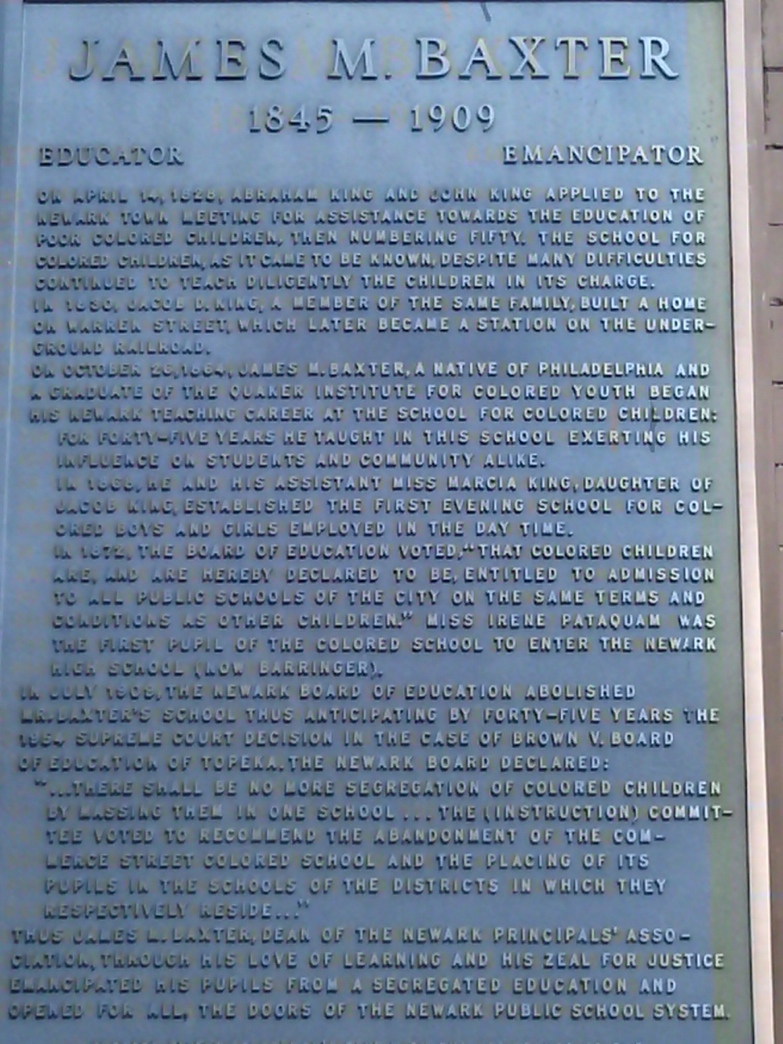 JAMES M. BAXTER
1845 — 1909
EDUCATOR EMANCIPATOR
ON APRIL 14, 1828, ABRAHAM KING AND JOHN KING APPLIED TO THE
NEWARK TOWN MEETING FOR ASSISTANCE TOWARDS THE EDUCATION OF
POOR COLORED CHILDREN, THEN NUMBERING FIFTY. THE SCHOOL FOR
COLORED CHILDREN, AS IT CAME TO BE KNOWN, DESPITE MANY DIFFICULTIES
CONTINUED TO TEACH DILIGENTLY THE CHILDREN IN ITS CHARGE.
IN 1830, JACOB D. KING, A MEMBER OF THE SAME FAMILY, BUILT A HOME
ON WARREN STREET, WHICH LATER BECAME A STATION ON THE UNDER-
GROUND RAILROAD.
ON OCTOBER 26, 1864, JAMES M. BAXTER, A NATIVE OF PHILADELPHIA AND
A GRADUATE OF THE QUAKER INSTITUTE FOR COLORED YOUTH BEGAN
HIS NEWARK TEACHING CAREER AT THE SCHOOL FOR COLORED CHILDREN:
FOR FORTY-FIVE YEARS HE TAUGHT IN THIS SCHOOL EXERTING HIS
INFLUENCE ON STUDENTS AND COMMUNITY ALIKE.
IN HE AND HIS ASSISTANT MISS MARCIA KING, DAUGHTER OF
JACOB KING, ESTABLISHED THE FIRST EVENING SCHOOL FOR COL-
ORED BOYS AND GIRLS EMPLOYED IN THE DAY TIME.
IN 1872, THE BOARD OF EDUCATION VOTED, "THAT COLORED CHILDREN
ARE, AND ARE HEREBY DECLARED TO BE, ENTITLED TO ADMISSION
TO ALL PUBLIC SCHOOLS OF THE CITY ON THE SAME TERMS AND
CONDITIONS AS OTHER CHILDREN." MISS IRENE PATAQUAM WAS
THE FIRST PUPIL OF THE COLORED SCHOOL TO ENTER THE NEWARK
HIGH SCHOOL (NOW BARRINGER).
IN JULY 1909, THE NEWARK BOARD OF EDUCATION ABOLISHED
MR. BAXTER'S SCHOOL THUS ANTICIPATING BY FORTY-FIVE YEARS THE
1954 SUPREME COURT DECISION IN THE CASE OF BROWN V. BOARD
OF EDUCATION OF TOPEKA. THE NEWARK BOARD DECLARED:
"...THERE SHALL BE NO MORE SEGREGATION OF COLORED CHILDREN
BY MASSING THEM IN ONE SCHOOL... THE (INSTRUCTION) COMMIT-
TEE VOTED TO RECOMMEND THE ABANDONMENT OF THE COM-
MERCE STREET COLORED SCHOOL AND THE PLACING OF ITS
PUPILS IN THE SCHOOLS OF THE DISTRICTS IN WHICH THEY
RESPECTIVELY RESIDE..."
THUS JAMES M. BAXTER, DEAN OF THE NEWARK PRINCIPALS' ASSO-
CIATION, THROUGH HIS LOVE OF LEARNING AND HIS ZEAL FOR JUSTICE
EMANCIPATED HIS PUPILS FROM A SEGREGATED EDUCATION AND
OPENED FOR ALL, THE DOORS OF THE NEWARK PUBLIC SCHOOL SYSTEM.